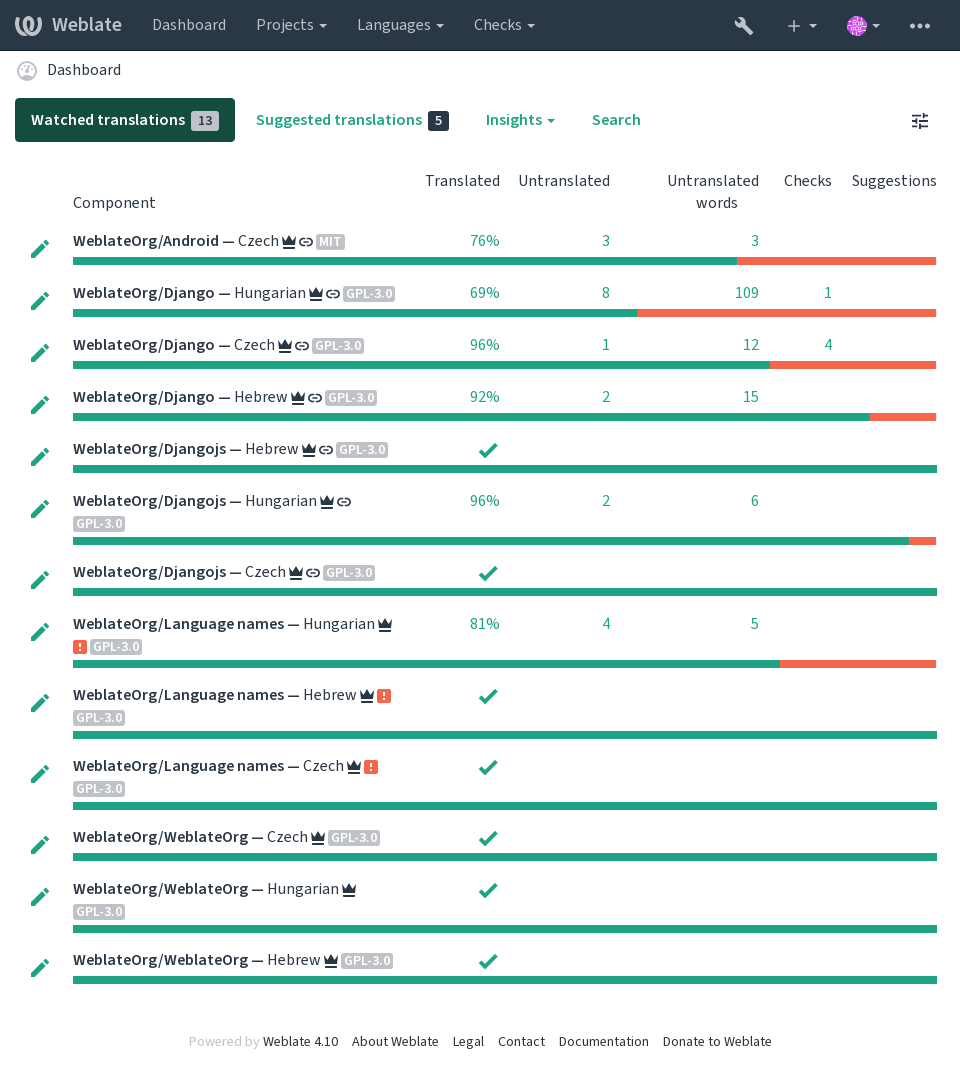 Weblate Dashboard Projects Languages Checks
Dashboard
Watched translations 13 Suggested translations 5 Insights Search
Component Translated Untranslated Untranslated words Checks Suggestions
WeblateOrg/Android — Czech MIT 76% 3 3
WeblateOrg/Django — Hungarian GPL-3.0 69% 8 109 1
WeblateOrg/Django — Czech GPL-3.0 96% 1 12 4
WeblateOrg/Django — Hebrew GPL-3.0 92% 2 15
WeblateOrg/Djangojs — Hebrew GPL-3.0
WeblateOrg/Djangojs — Hungarian 96% 2 6
GPL-3.0
WeblateOrg/Djangojs — Czech GPL-3.0
WeblateOrg/Language names — Hungarian 81% 4 5
! GPL-3.0
WeblateOrg/Language names — Hebrew !
GPL-3.0
WeblateOrg/Language names — Czech !
GPL-3.0
WeblateOrg/WeblateOrg — Czech GPL-3.0
WeblateOrg/WeblateOrg — Hungarian
GPL-3.0
WeblateOrg/WeblateOrg — Hebrew GPL-3.0
Powered by Weblate 4.10 About Weblate Legal Contact Documentation Donate to Weblate